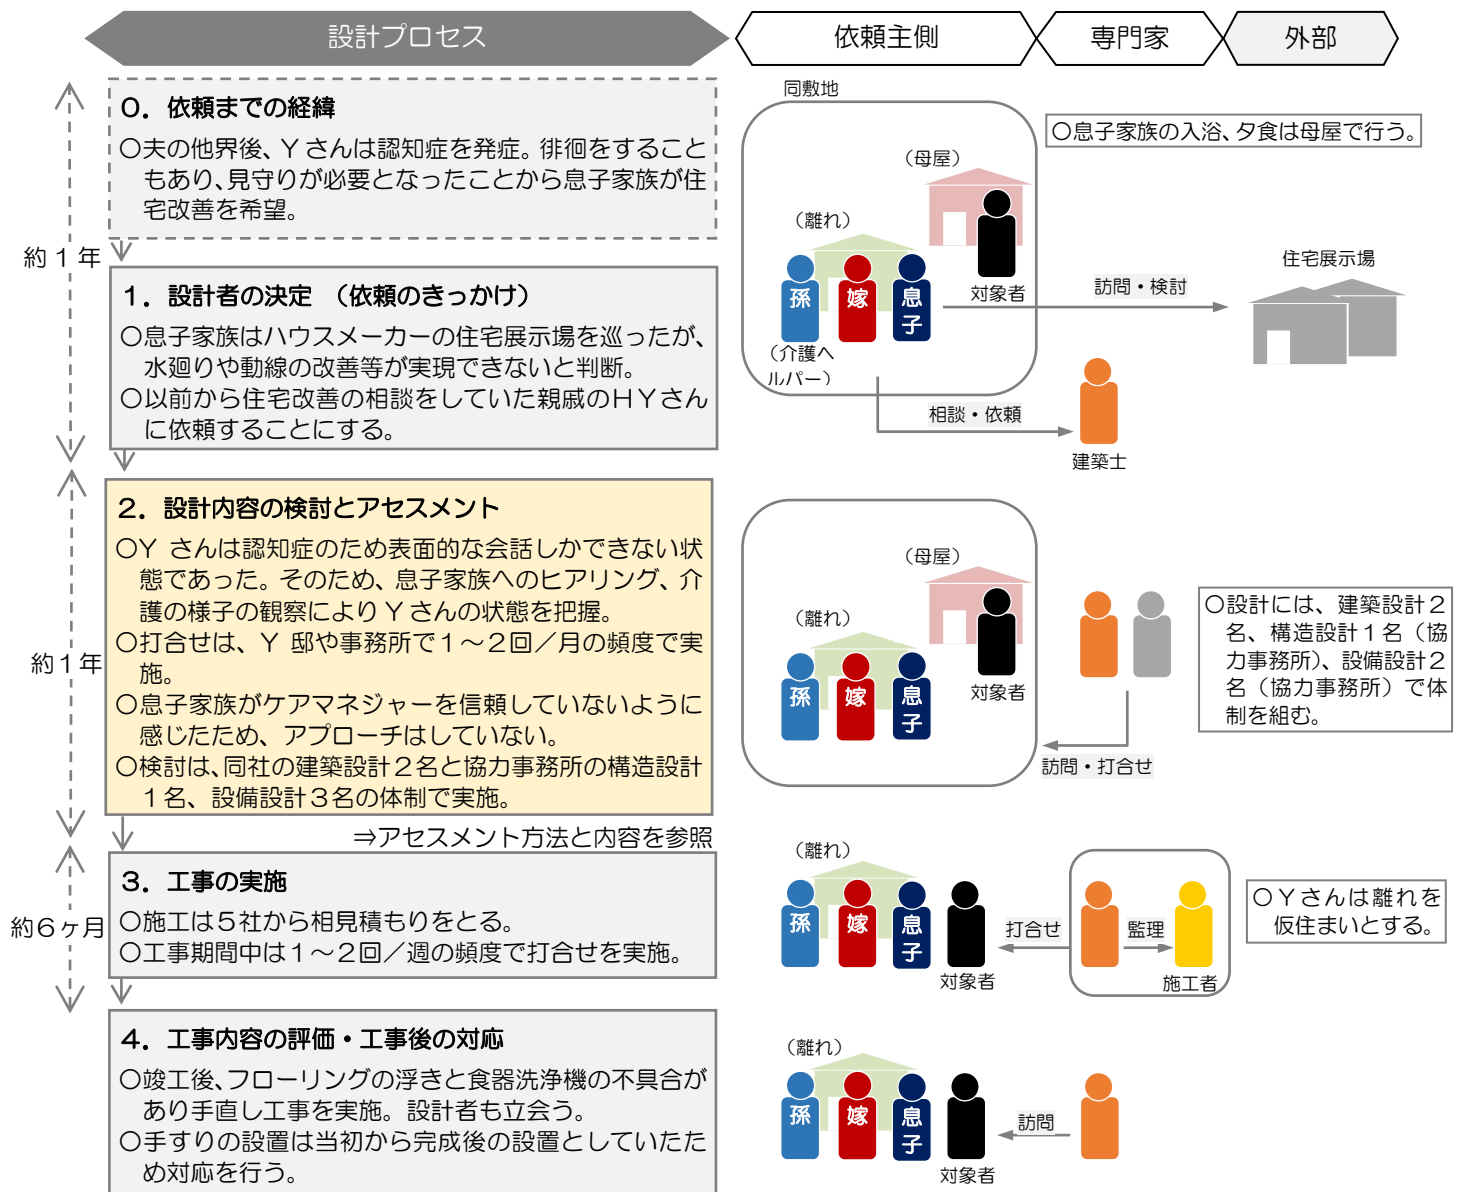 設計プロセス
依頼主側
専門家
外部
約１年
０．依頼までの経緯
○夫の他界後、Ｙさんは認知症を発症。徘徊をすること
もあり、見守りが必要となったことから息子家族が住
宅改善を希望。
１．設計者の決定　（依頼のきっかけ）
○息子家族はハウスメーカーの住宅展示場を巡ったが、
水廻りや動線の改善等が実現できないと判断。
○以前から住宅改善の相談をしていた親戚のＨＹさん
に依頼することにする。
同敷地
（母屋）
（離れ）
孫
嫁
息子
対象者
（介護へ
ルパー）
○息子家族の入浴、夕食は母屋で行う。
訪問・検討
住宅展示場
相談・依頼
建築士
約１年
２．設計内容の検討とアセスメント
○Y さんは認知症のため表面的な会話しかできない状
態であった。そのため、息子家族へのヒアリング、介
護の様子の観察によりＹさんの状態を把握。
○打合せは、Y 邸や事務所で１～２回／月の頻度で実
施。
○息子家族がケアマネジャーを信頼していないように
感じたため、アプローチはしていない。
○検討は、同社の建築設計２名と協力事務所の構造設計
１名、設備設計３名の体制で実施。
⇒アセスメント方法と内容を参照
（母屋）
（離れ）
孫
嫁
息子
対象者
訪問・打合せ
○設計には、建築設計２
名、構造設計１名（協
力事務所）、設備設計２
名（協力事務所）で体
制を組む。
約６ヶ月
３．工事の実施
○施工は５社から相見積もりをとる。
○工事期間中は１～２回／週の頻度で打合せを実施。
（離れ）
孫
嫁
息子
対象者
打合せ
監理
施工者
○Ｙさんは離れを
仮住まいとする。
４．工事内容の評価・工事後の対応
○竣工後、フローリングの浮きと食器洗浄機の不具合が
あり手直し工事を実施。設計者も立会う。
○手すりの設置は当初から完成後の設置としていたた
め対応を行う。
（離れ）
孫
嫁
息子
対象者
訪問